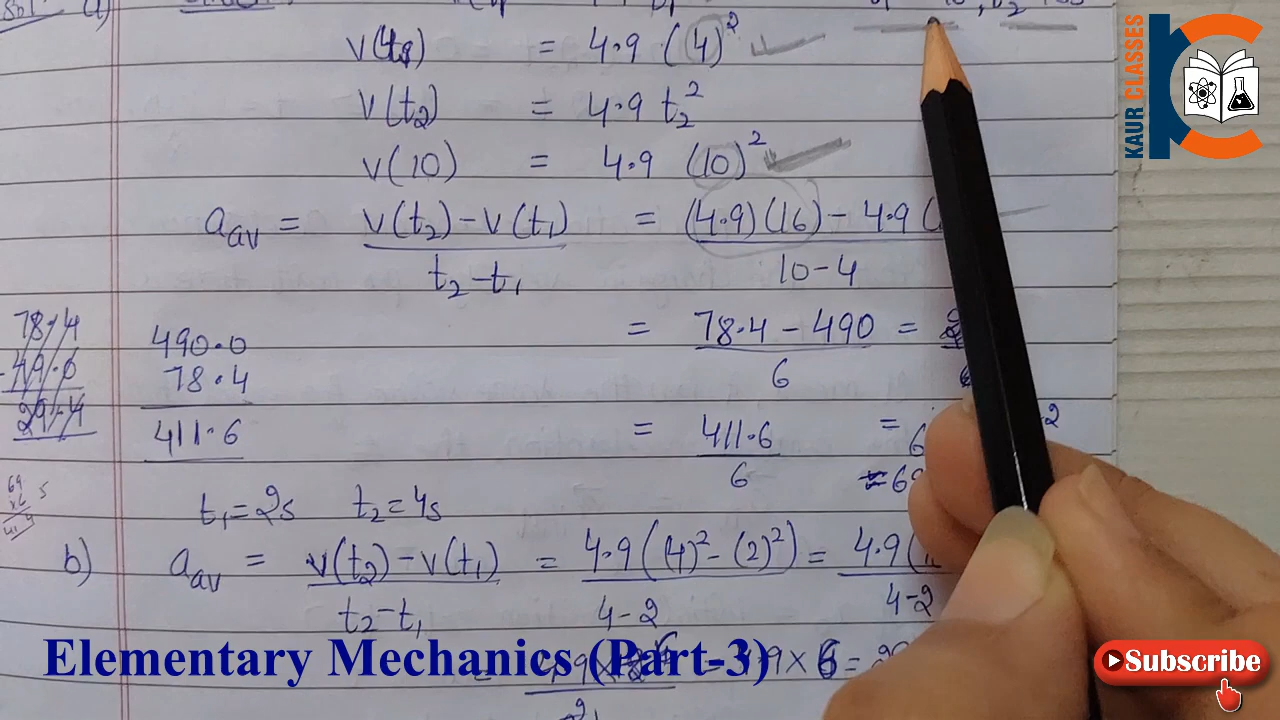 Sol (1)
v(4s) = 4.9 (4)²
v(t₂) = 4.9 t₂²
v(10) = 4.9 (10)²
a_av = v(t₂) - v(t₁) / t₂ - t₁ = (4.9)(16) - 4.9 ( / 10 - 4
= 78.4 - 490 / 6 =
78.4
- 49.0
29.4
490.0
78.4
411.6
= 411.6 / 6 =
t₁ = 2s t₂ = 4s
b) a_av = v(t₂) - v(t₁) / t₂ - t₁ = 4.9 ( (4)² - (2)²) / 4 - 2 = 4.9 ( / 4 - 2
Elementary Mechanics (Part-3)
KAUR CLASSES
Subscribe